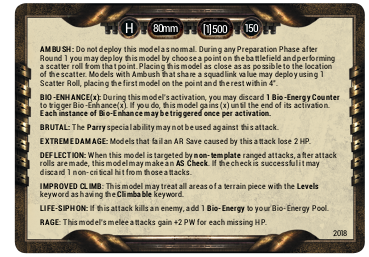 H 80mm [1]500 150
AMBUSH: Do not deploy this model as normal. During any Preparation Phase after
Round 1 you may deploy this model by choose a point on the battlefield and performing
a scatter roll from that point. Placing this model as close as as possible to the location
of the scatter. Models with Ambush that share a squad link value may deploy using 1
Scatter Roll, placing the first model on the point and the rest within 4".
BIO-ENHANCE(x): During this model's activation, you may discard 1 Bio-Energy Counter
to trigger Bio-Enhance(x). If you do, this model gains (x) until the end of its activation.
Each instance of Bio-Enhance may be triggered once per activation.
BRUTAL: The Parry special ability may not be used against this attack.
EXTREME DAMAGE: Models that fail an AR Save caused by this attack lose 2 HP.
DEFLECTION: When this model is targeted by non-template ranged attacks, after attack
rolls are made, this model may make an AS Check. If the check is successful it may
discard 1 non-critical hit from those attacks.
IMPROVED CLIMB: This model may treat all areas of a terrain piece with the Levels
keyword as having the Climbable keyword.
LIFE-SIPHON: If this attack kills an enemy, add 1 Bio-Energy to your Bio-Energy Pool.
RAGE: This model's melee attacks gain +2 PW for each missing HP.
2018